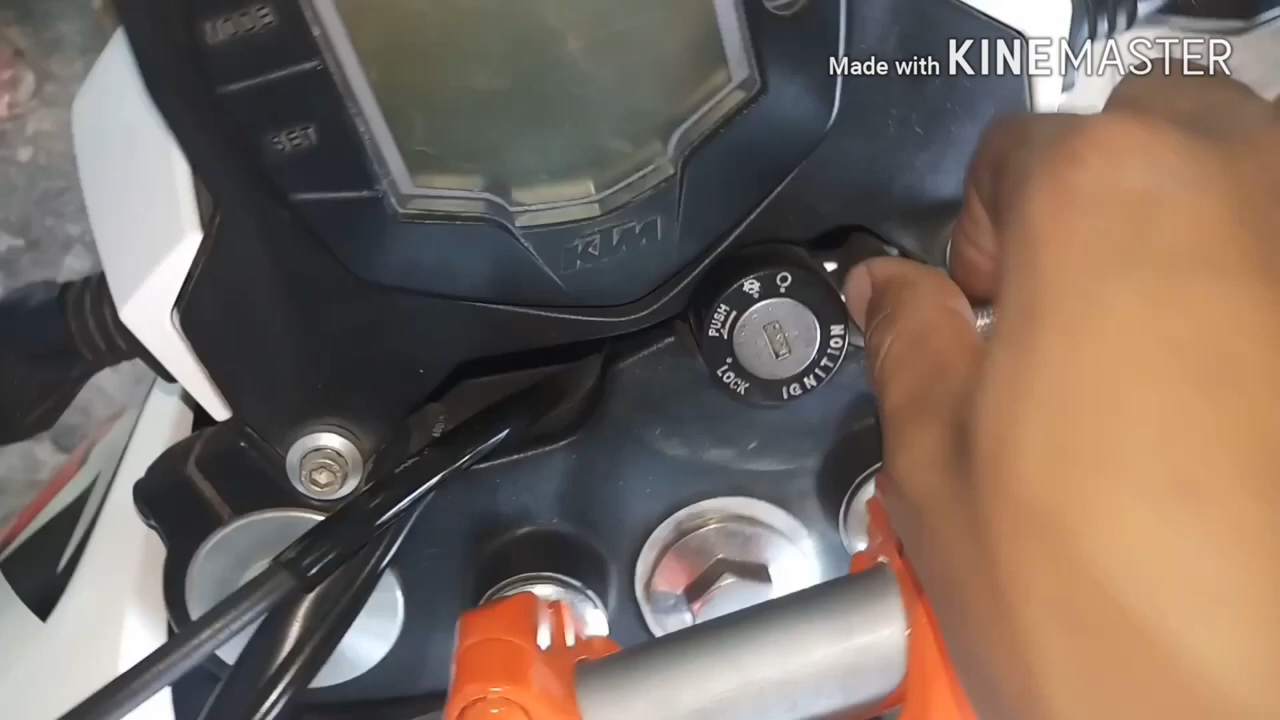 MODE
Made with KINEMASTER
SET
KTM
PUSH
LOCK
IGNITION